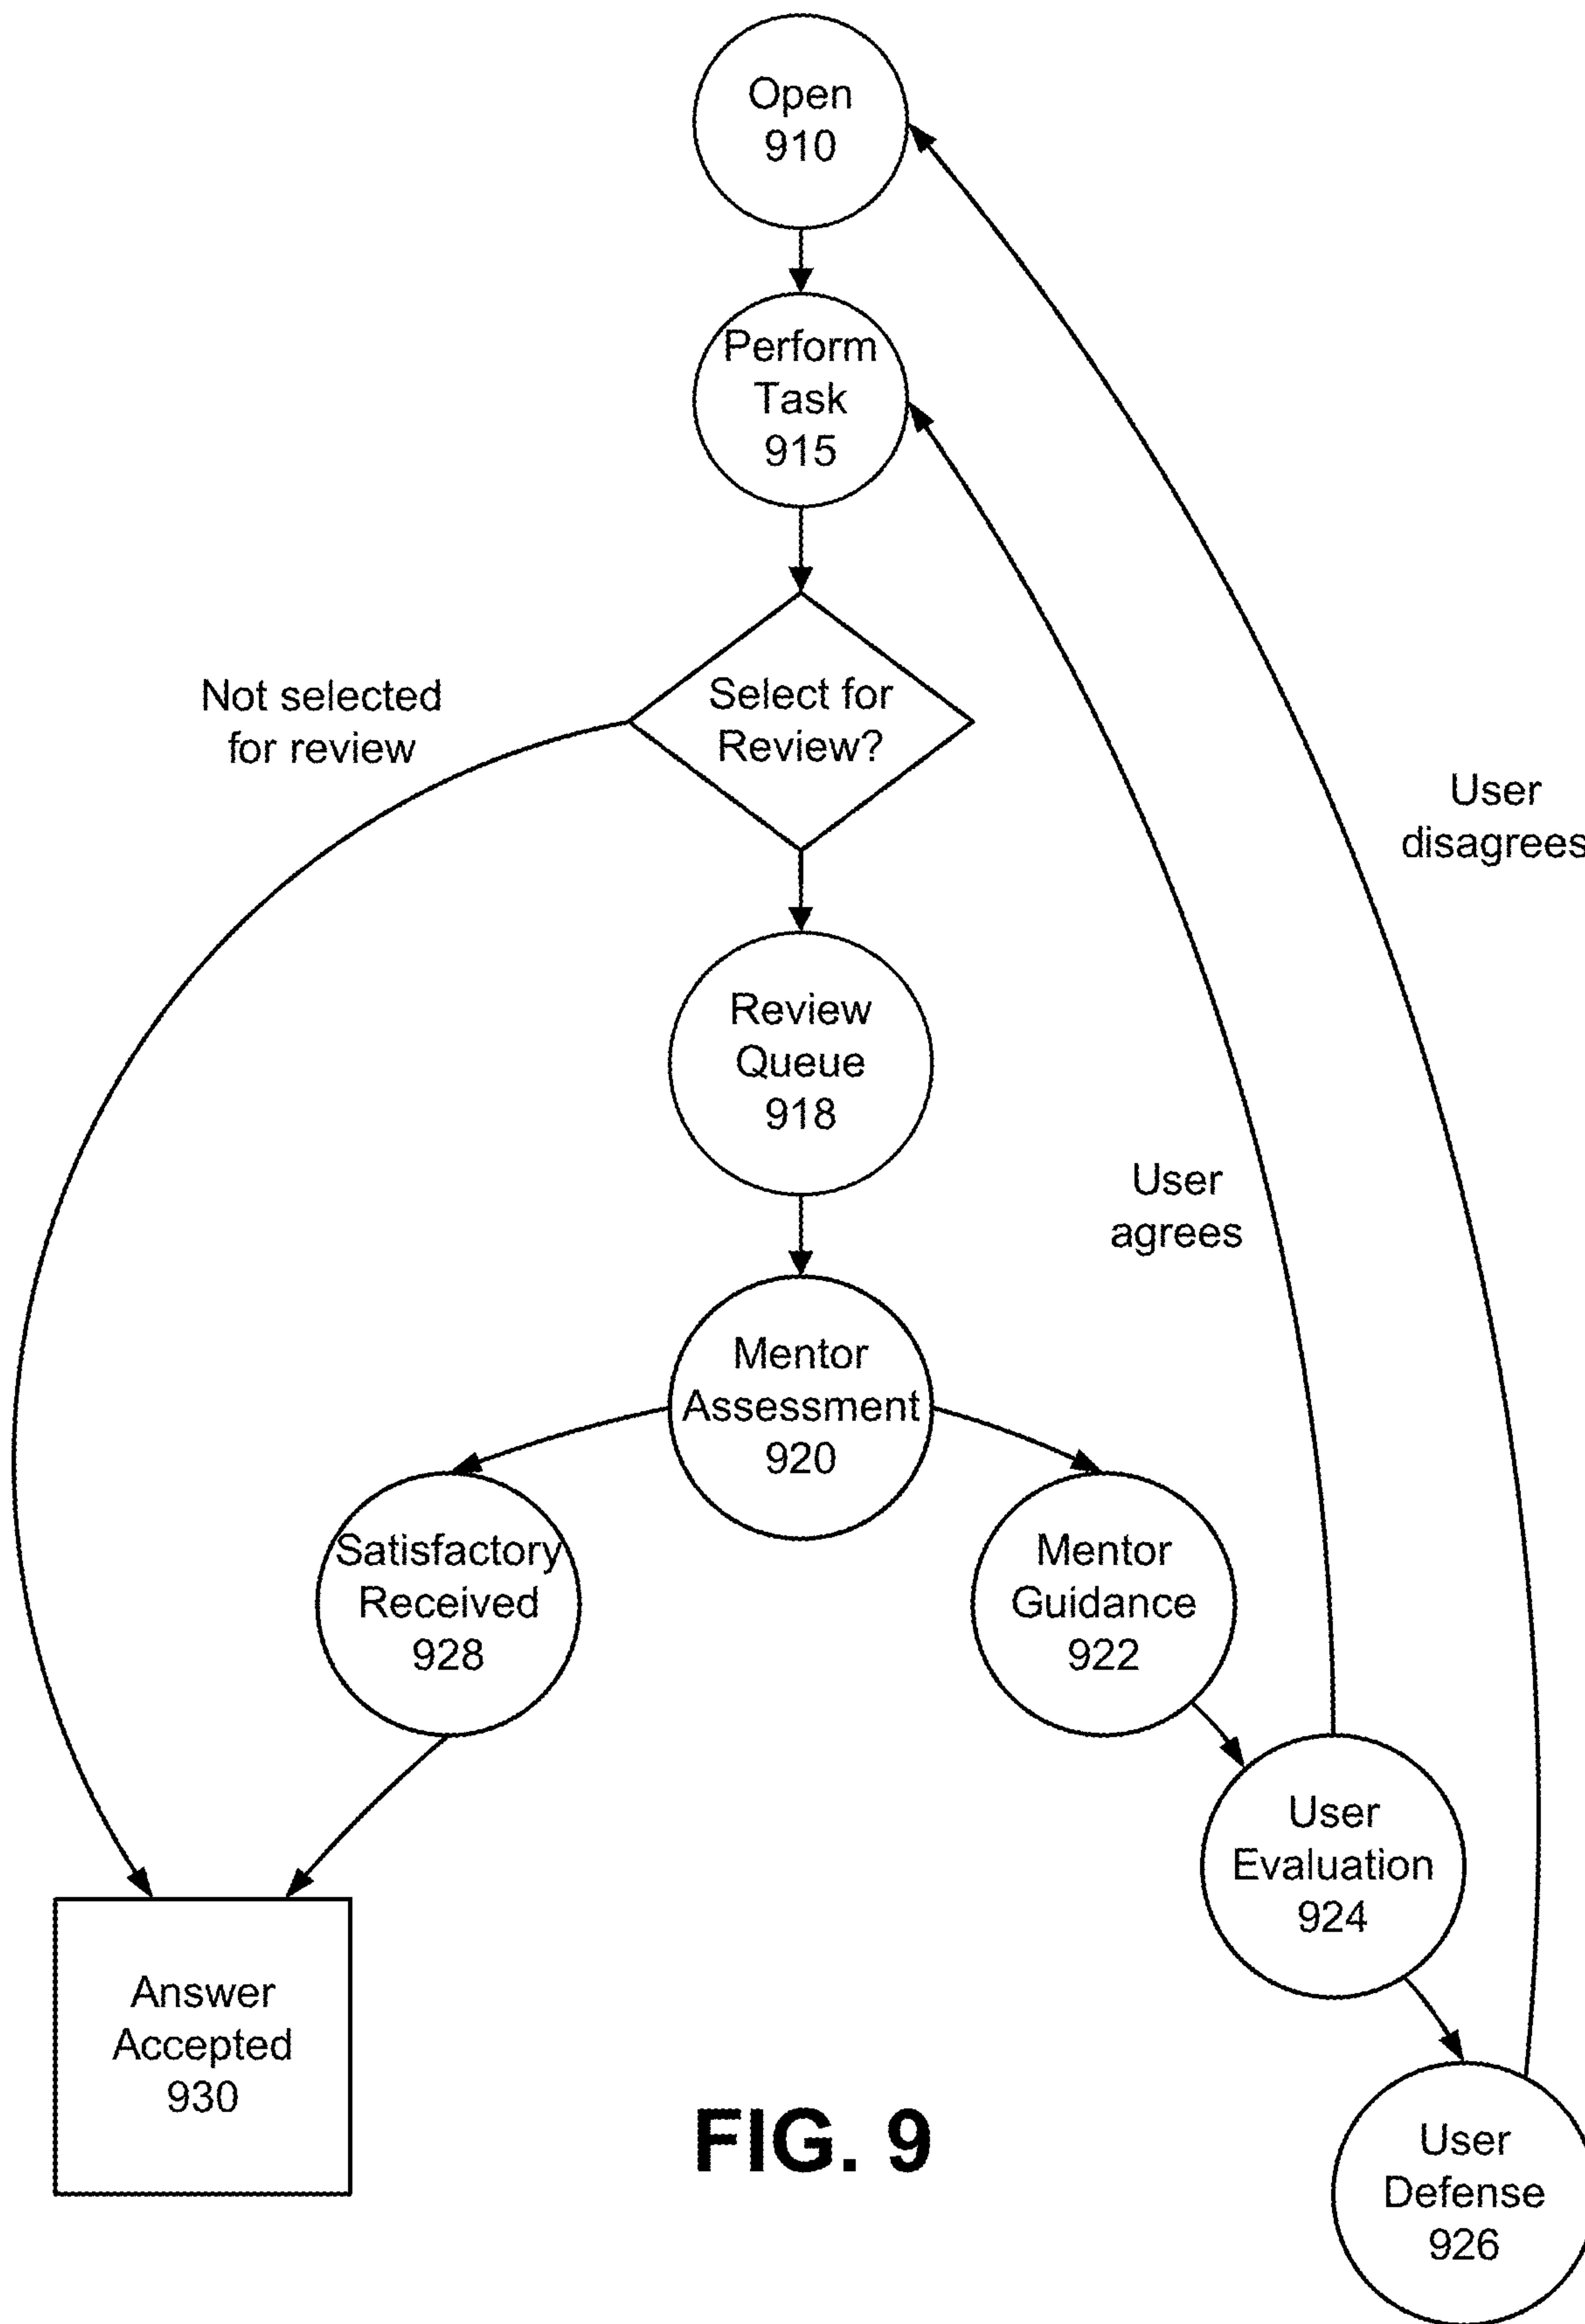 Open
910
Perform
Task
915
Not selected
for review
Select for
Review?
User
disagrees
Review
Queue
918
User
agrees
Mentor
Assessment
920
Satisfactory
Received
928
Mentor
Guidance
922
User
Evaluation
924
Answer
Accepted
930
FIG. 9
User
Defense
926